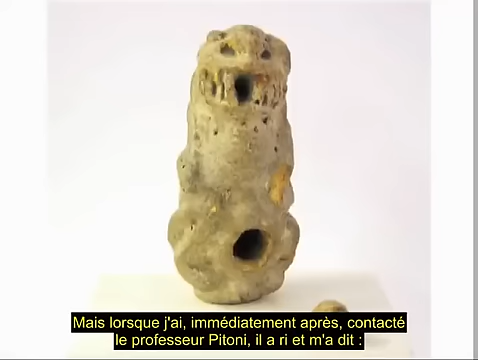 Mais lorsque j'ai, immédiatement après, contacté
le professeur Pitoni, il a ri et m'a dit :